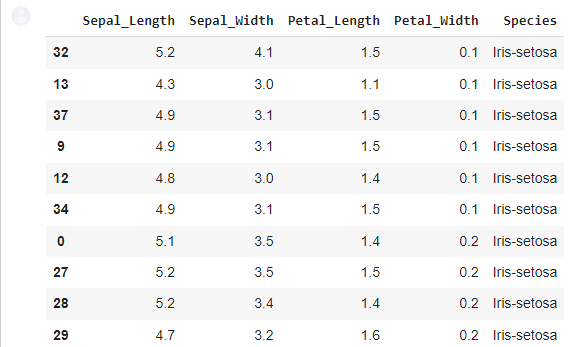 Sepal_Length Sepal_Width Petal_Length Petal_Width Species
32 5.2 4.1 1.5 0.1 Iris-setosa
13 4.3 3.0 1.1 0.1 Iris-setosa
37 4.9 3.1 1.5 0.1 Iris-setosa
9 4.9 3.1 1.5 0.1 Iris-setosa
12 4.8 3.0 1.4 0.1 Iris-setosa
34 4.9 3.1 1.5 0.1 Iris-setosa
0 5.1 3.5 1.4 0.2 Iris-setosa
27 5.2 3.5 1.5 0.2 Iris-setosa
28 5.2 3.4 1.4 0.2 Iris-setosa
29 4.7 3.2 1.6 0.2 Iris-setosa